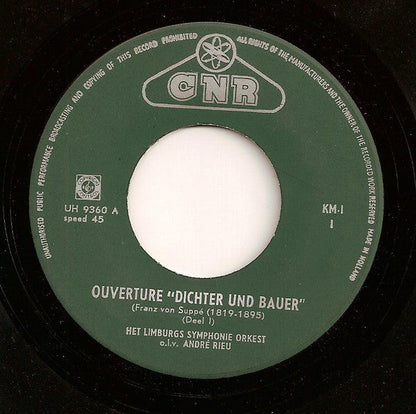 UNAUTHORISED PUBLIC PERFORMANCE BROADCASTING AND COPYING OF THIS RECORD PROHIBITED
ALL RIGHTS OF THE MANUFACTURERS AND THE OWNER OF THE RECORDED WORK RESERVED MADE IN HOLLAND
CNR
UH 9360 A
speed 45
KM-I
I
OUVERTURE "DICHTER UND BAUER"
(Franz von Suppé (1819-1895)
(Deel I)
HET LIMBURGS SYMPHONIE ORKEST
o.l.v. ANDRÉ RIEU